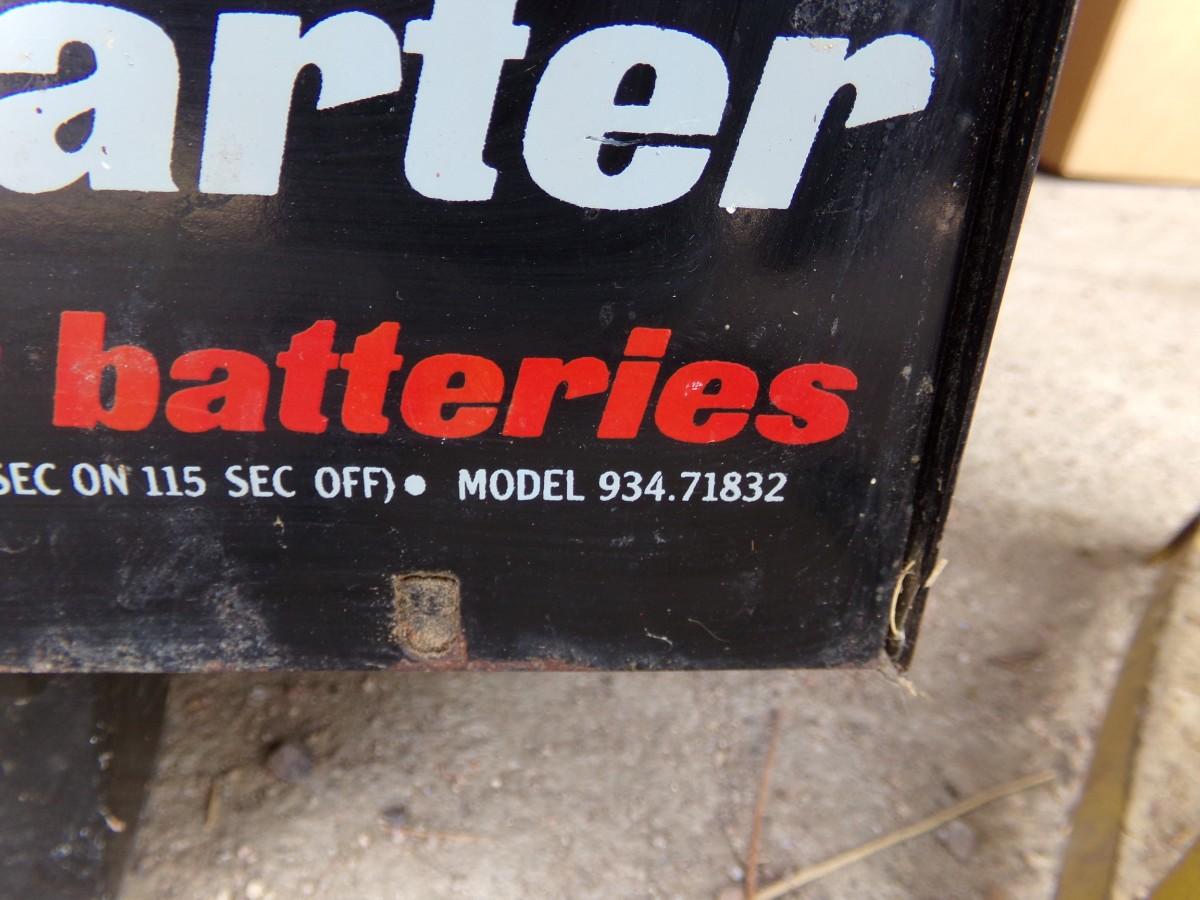 arter
batteries
SEC ON 115 SEC OFF) • MODEL 934.71832